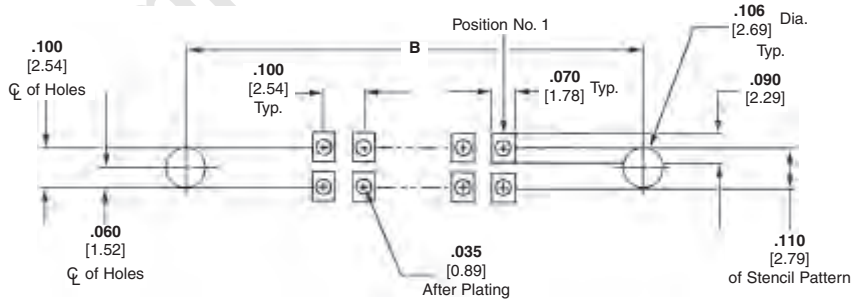 .100
[2.54]
℄ of Holes
.100
[2.54]
Typ.
B
Position No. 1
.070
[1.78] Typ.
.106
[2.69] Dia.
Typ.
.090
[2.29]
.060
[1.52]
℄ of Holes
.035
[0.89]
After Plating
.110
[2.79]
of Stencil Pattern